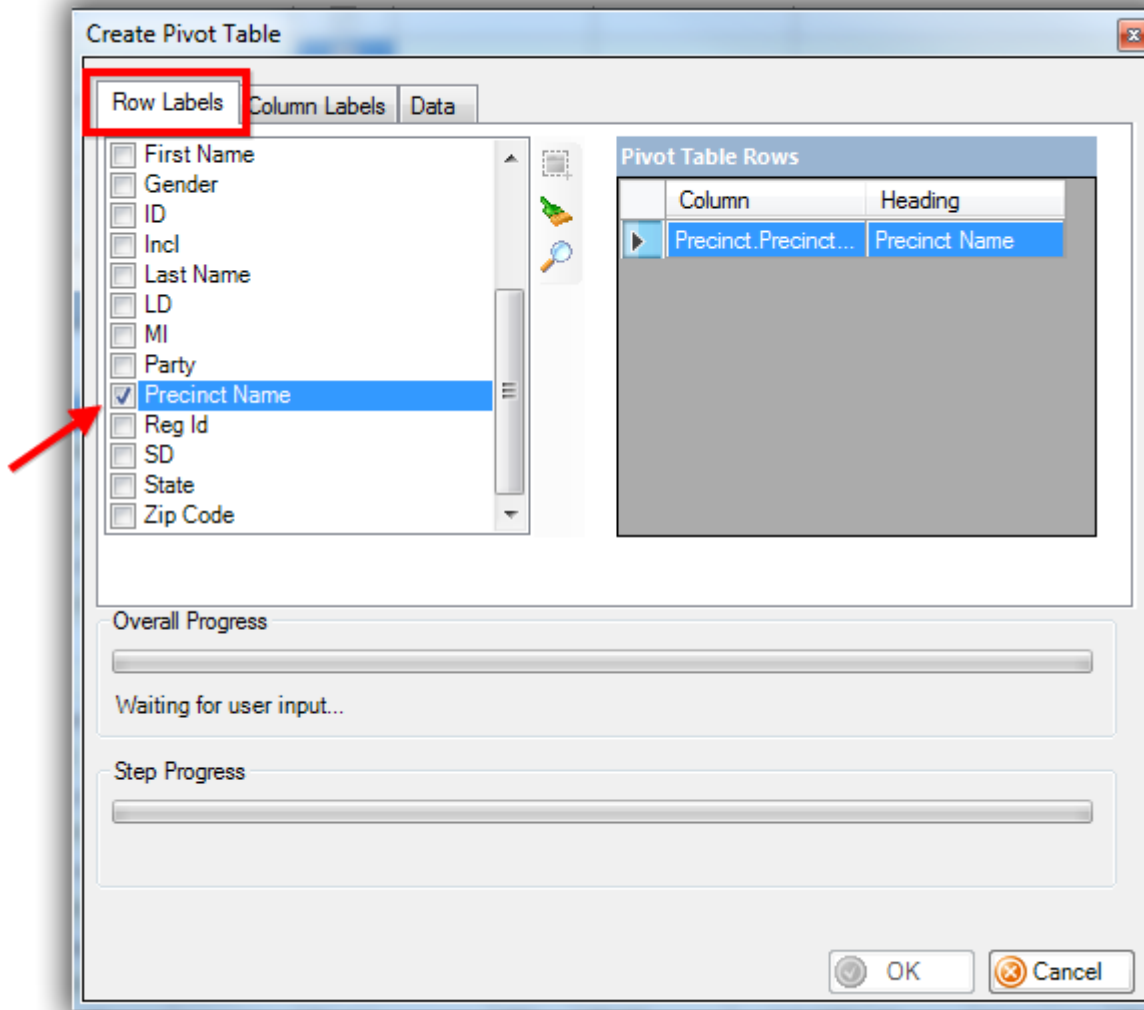 Create Pivot Table
Row Labels Column Labels Data
First Name
Gender
ID
Incl
Last Name
LD
MI
Party
Precinct Name
Reg Id
SD
State
Zip Code
Pivot Table Rows
Column Heading
Precinct.Precinct... Precinct Name
Overall Progress
Waiting for user input...
Step Progress
OK Cancel